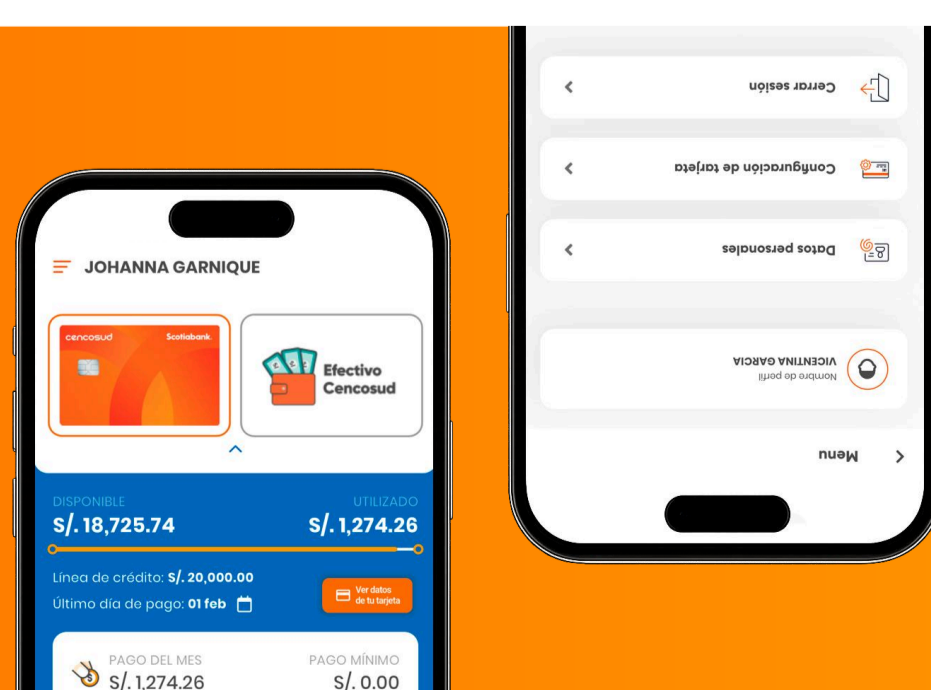 JOHANNA GARNIQUE
cencosud Scotiabank.
Efectivo
Cencosud
DISPONIBLE UTILIZADO
S/. 18,725.74 S/. 1,274.26
Línea de crédito: S/. 20,000.00
Último día de pago: 01 feb
Ver datos
de tu tarjeta
PAGO DEL MES PAGO MÍNIMO
S/. 1,274.26 S/. 0.00
Menu
Nombre de perfil
VICENTINA GARCIA
Datos personales
Configuración de tarjeta
Cerrar sesión